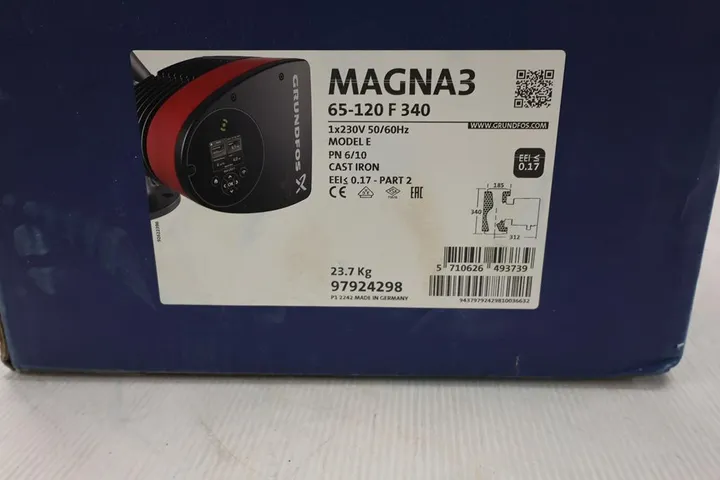 GRUNDFOS X
MAGNA3
65-120 F 340
1x230V 50/60Hz
MODEL E
PN 6/10
CAST IRON
EEI≤ 0.17 - PART 2
CE
EAC
WWW.GRUNDFOS.COM
EEI ≤
0.17
185
340
312
5 710626 493739
23.7 Kg
97924298
P1 2242 MADE IN GERMANY